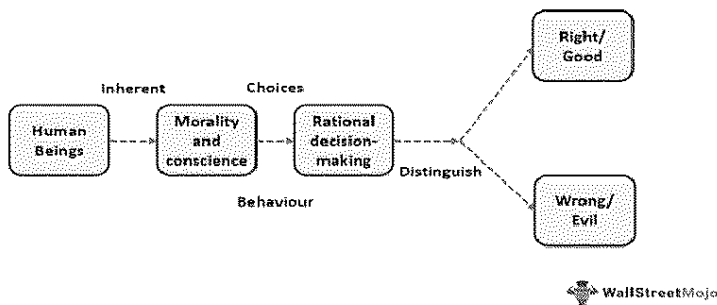 Right/
Good
Inherent
Choices
Human
Beings
Morality
and
conscience
Rational
decision-
making
Distinguish
Behaviour
Wrong/
Evil
WallStreetMojo